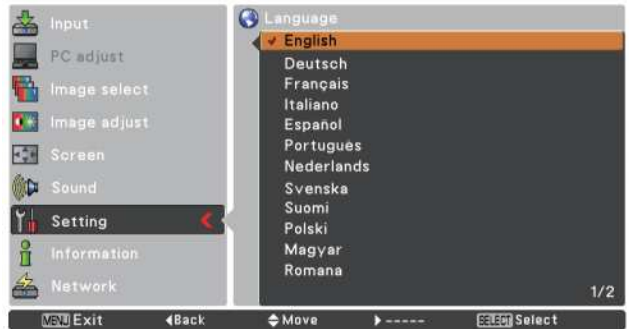 Input
PC adjust
Image select
Image adjust
Screen
Sound
Setting
Information
Network
Language
English
Deutsch
Français
Italiano
Español
Português
Nederlands
Svenska
Suomi
Polski
Magyar
Romana
1/2
MENU Exit ◀Back Move ▶----- SELECT Select